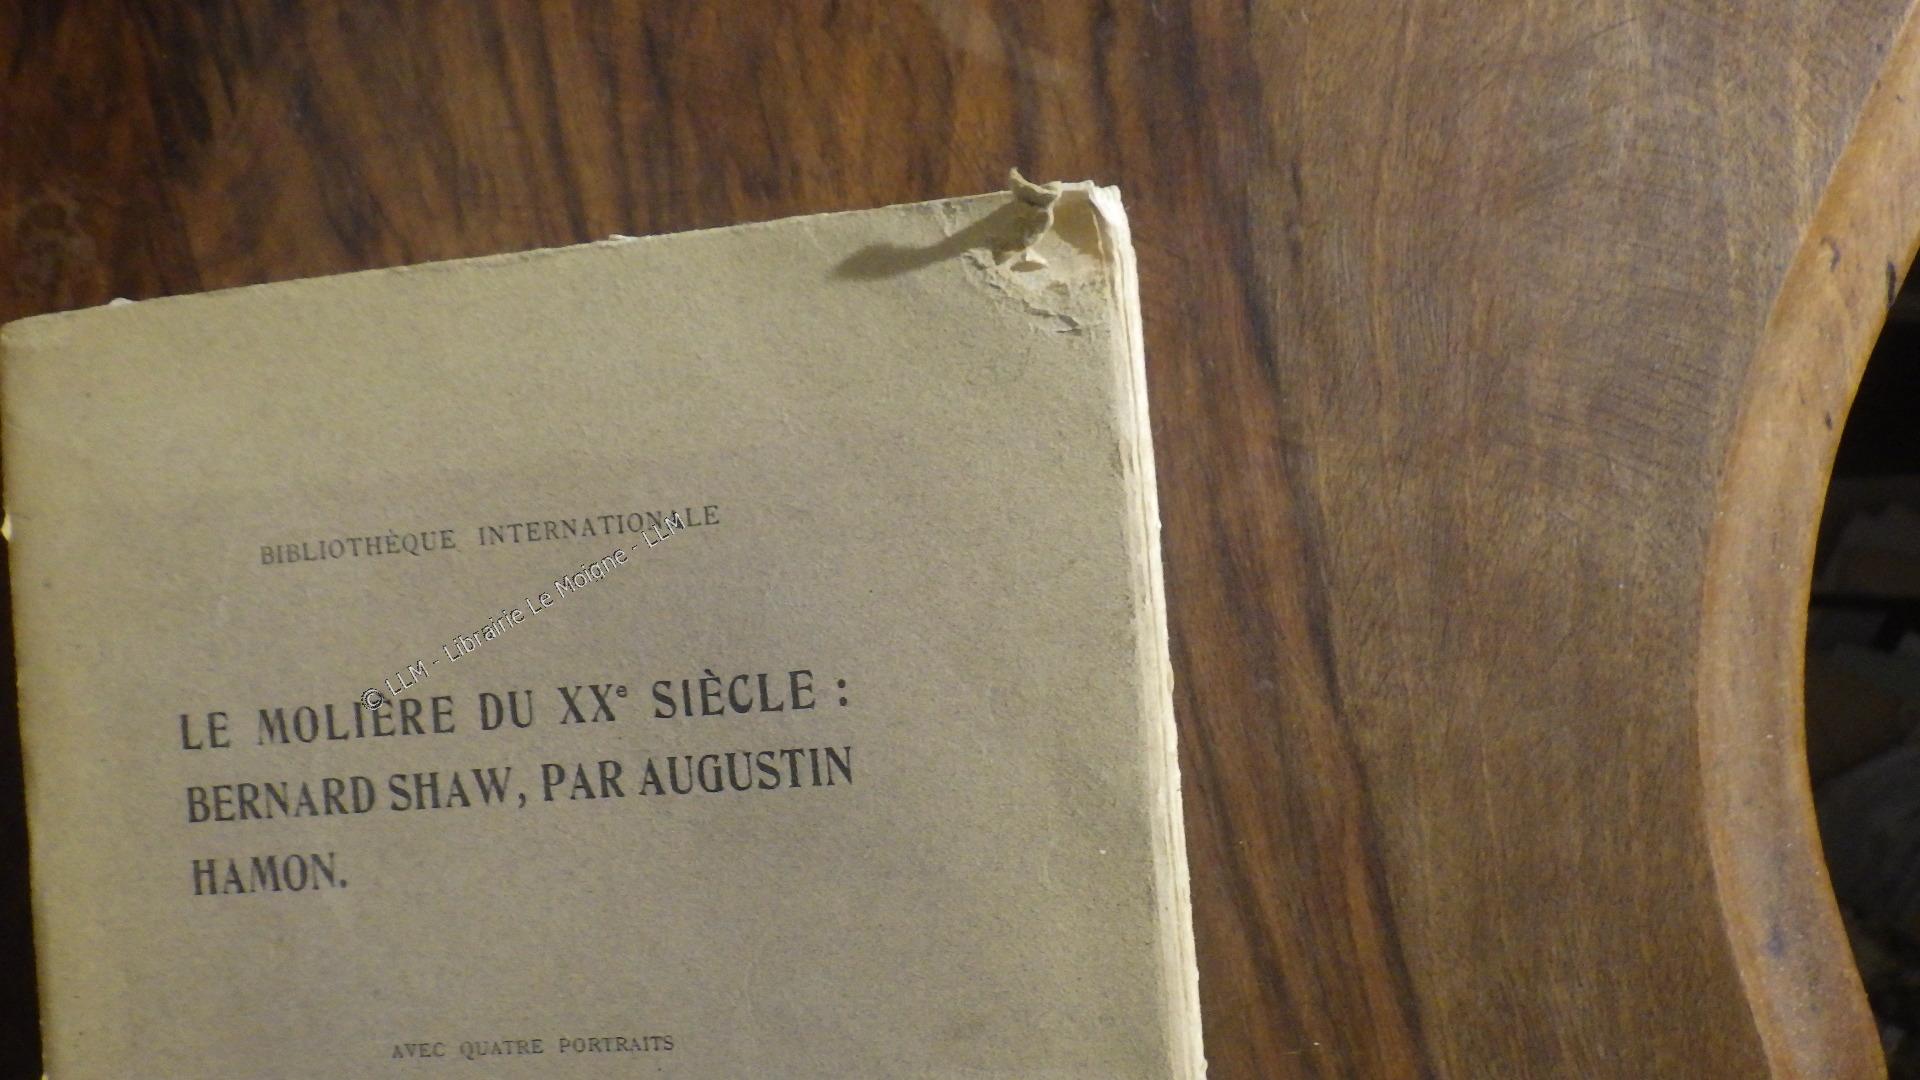 BIBLIOTHÈQUE INTERNATIONALE
© LLM - Librairie Le Moigne - LLM
LE MOLIÈRE DU XXe SIÈCLE :
BERNARD SHAW, PAR AUGUSTIN
HAMON.
AVEC QUATRE PORTRAITS